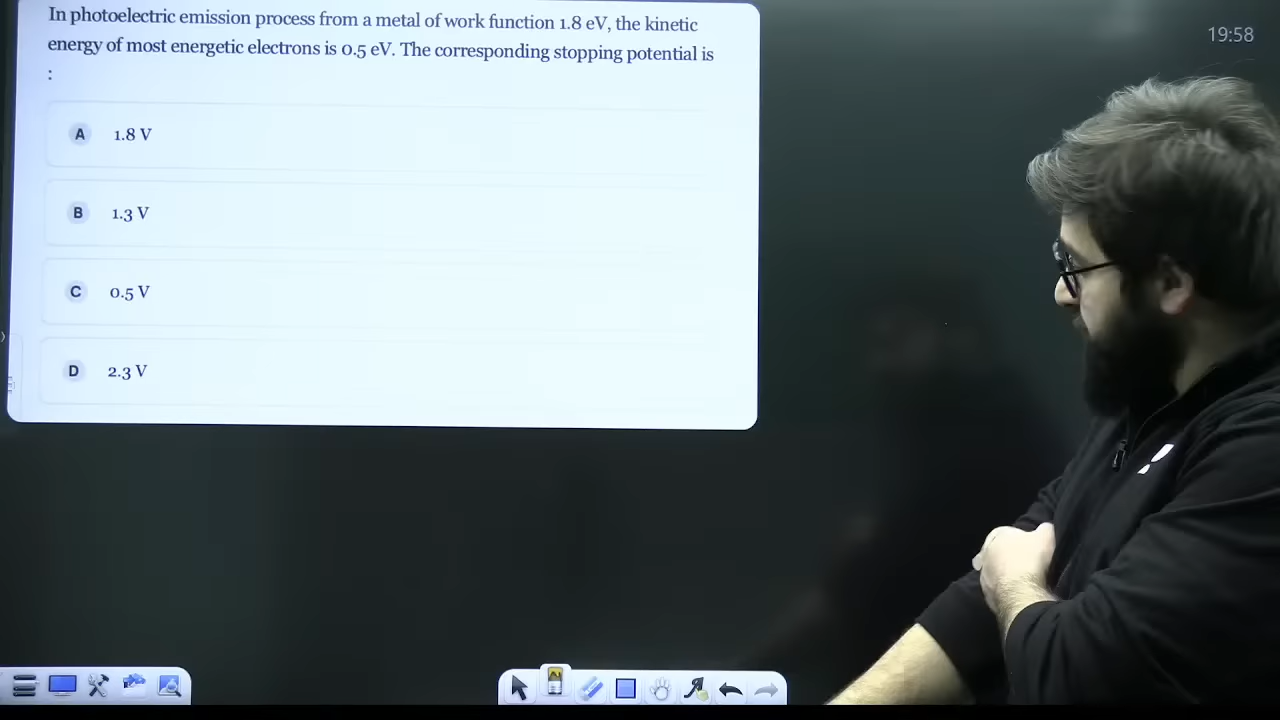 In photoelectric emission process from a metal of work function 1.8 eV, the kinetic
energy of most energetic electrons is 0.5 eV. The corresponding stopping potential is
:
A 1.8 V
B 1.3 V
C 0.5 V
D 2.3 V
19:58